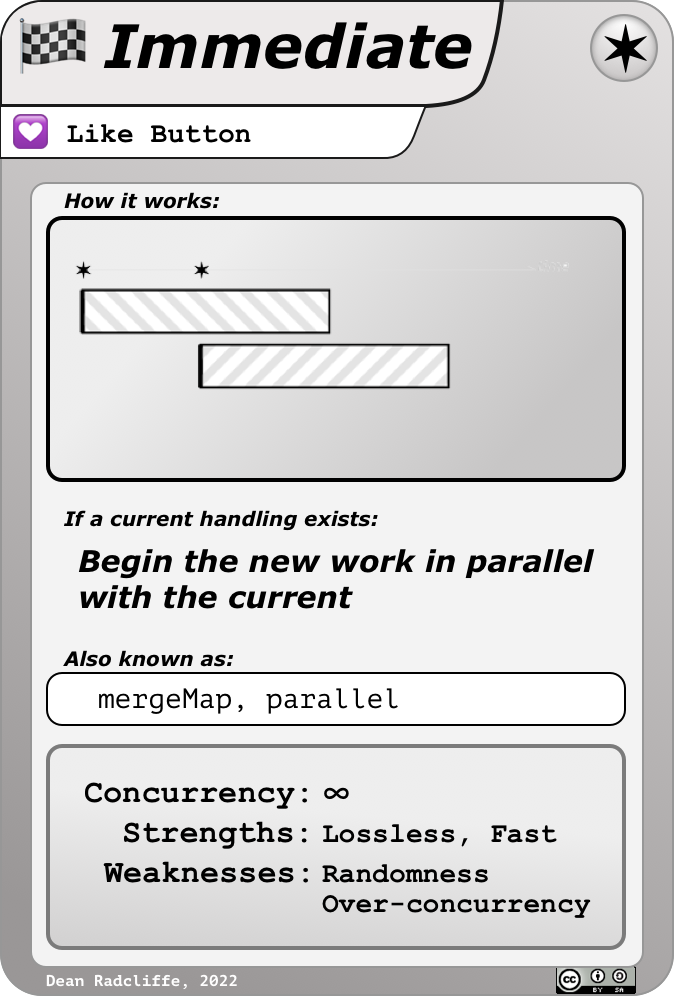 Immediate
Like Button
How it works:
If a current handling exists:
Begin the new work in parallel
with the current
Also known as:
mergeMap, parallel
Concurrency: ∞
Strengths: Lossless, Fast
Weaknesses: Randomness
Over-concurrency
Dean Radcliffe, 2022
cc BY SA